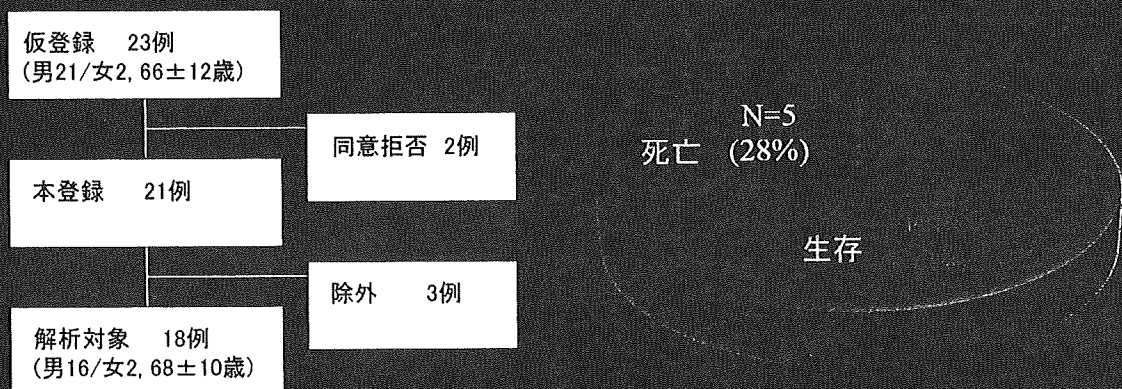 仮登録 23例
(男21/女2, 66±12歳)
同意拒否 2例
本登録 21例
除外 3例
解析対象 18例
(男16/女2, 68±10歳)
N=5
死亡 (28%)
生存